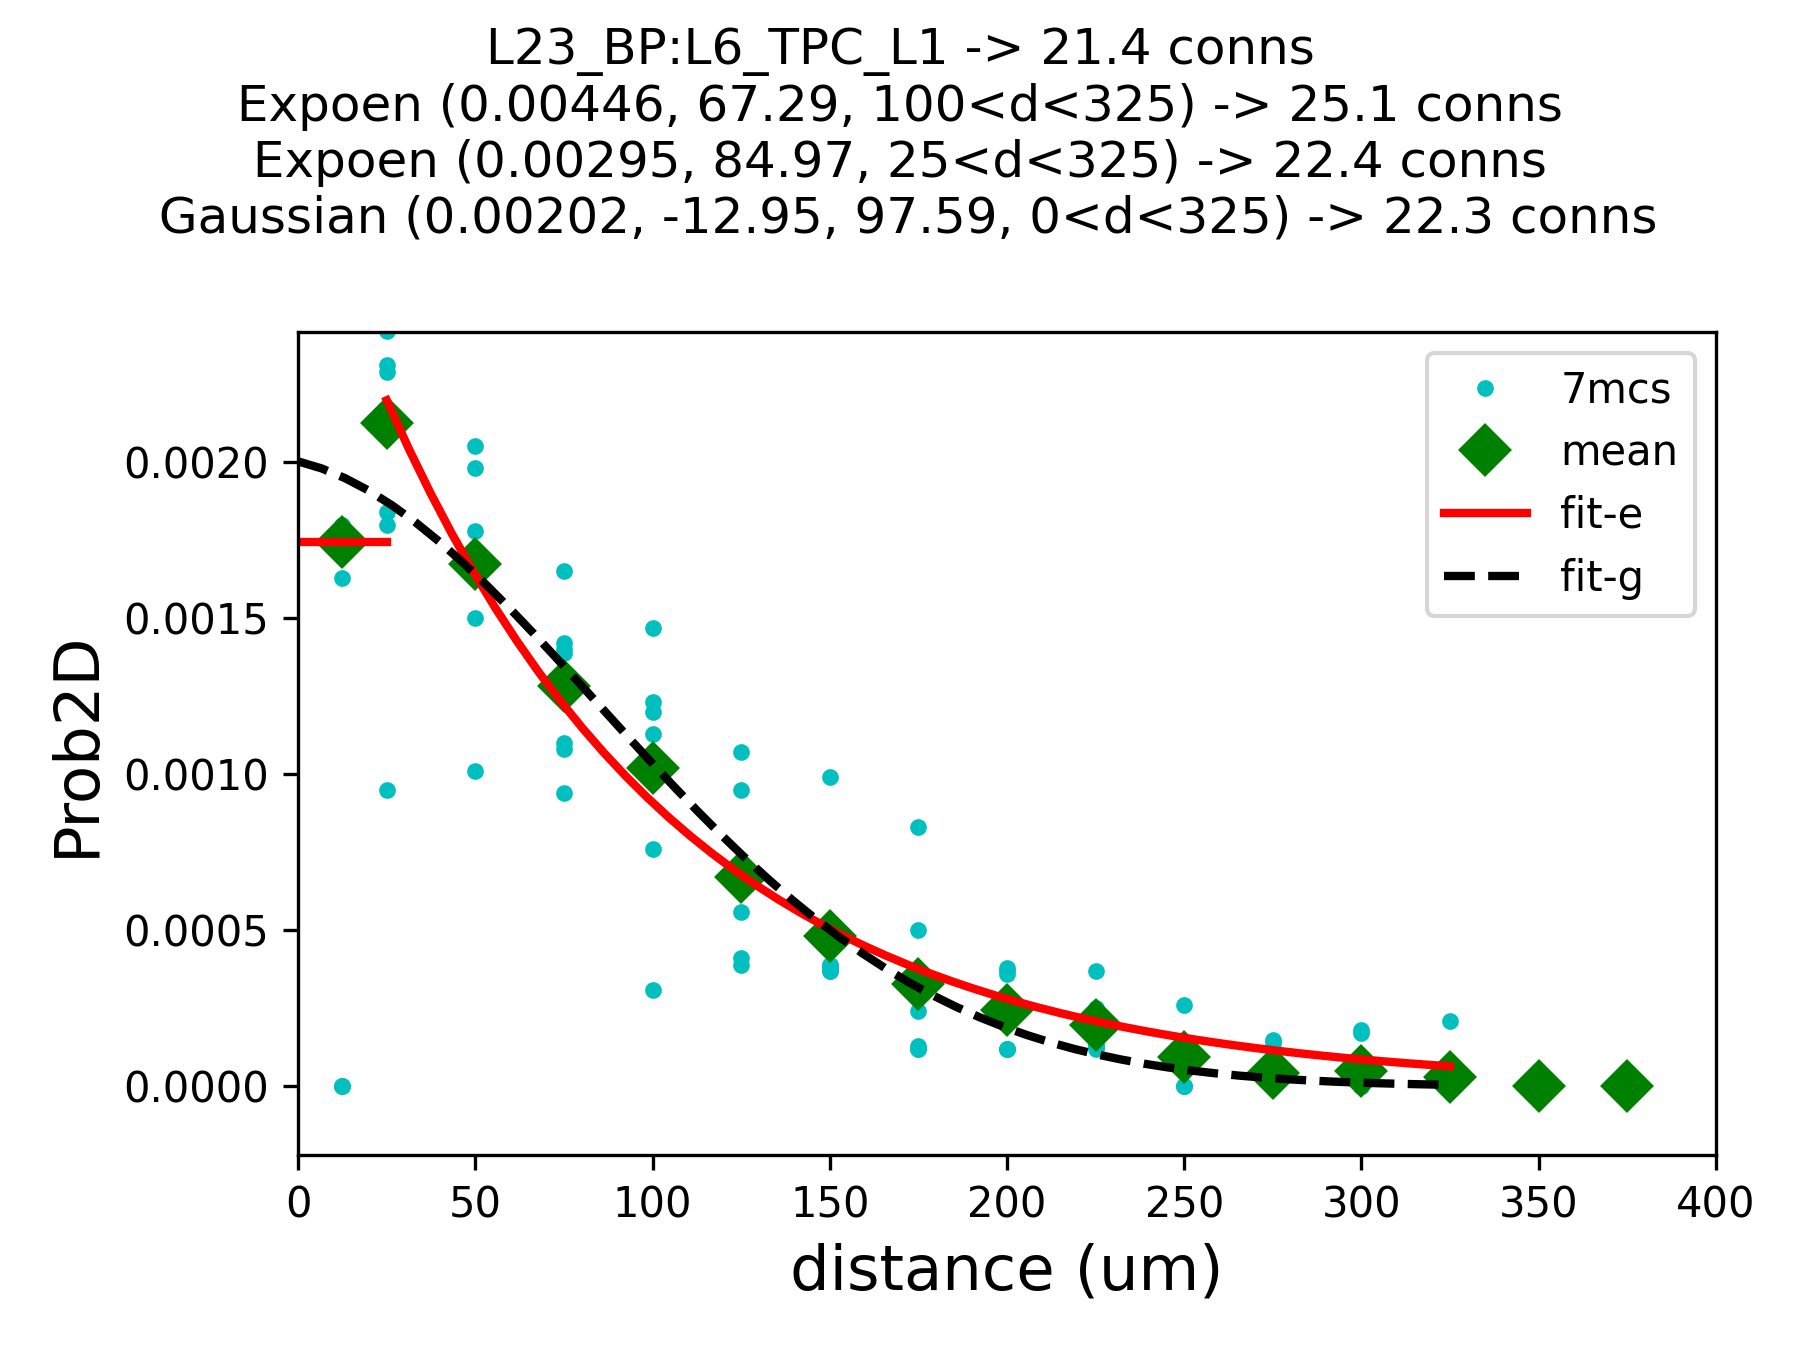 L23_BP:L6_TPC_L1 -> 21.4 conns
Expoen (0.00446, 67.29, 100<d<325) -> 25.1 conns
Expoen (0.00295, 84.97, 25<d<325) -> 22.4 conns
Gaussian (0.00202, -12.95, 97.59, 0<d<325) -> 22.3 conns
7mcs
mean
fit-e
fit-g
Prob2D
0.0020
0.0015
0.0010
0.0005
0.0000
0 50 100 150 200 250 300 350 400
distance (um)